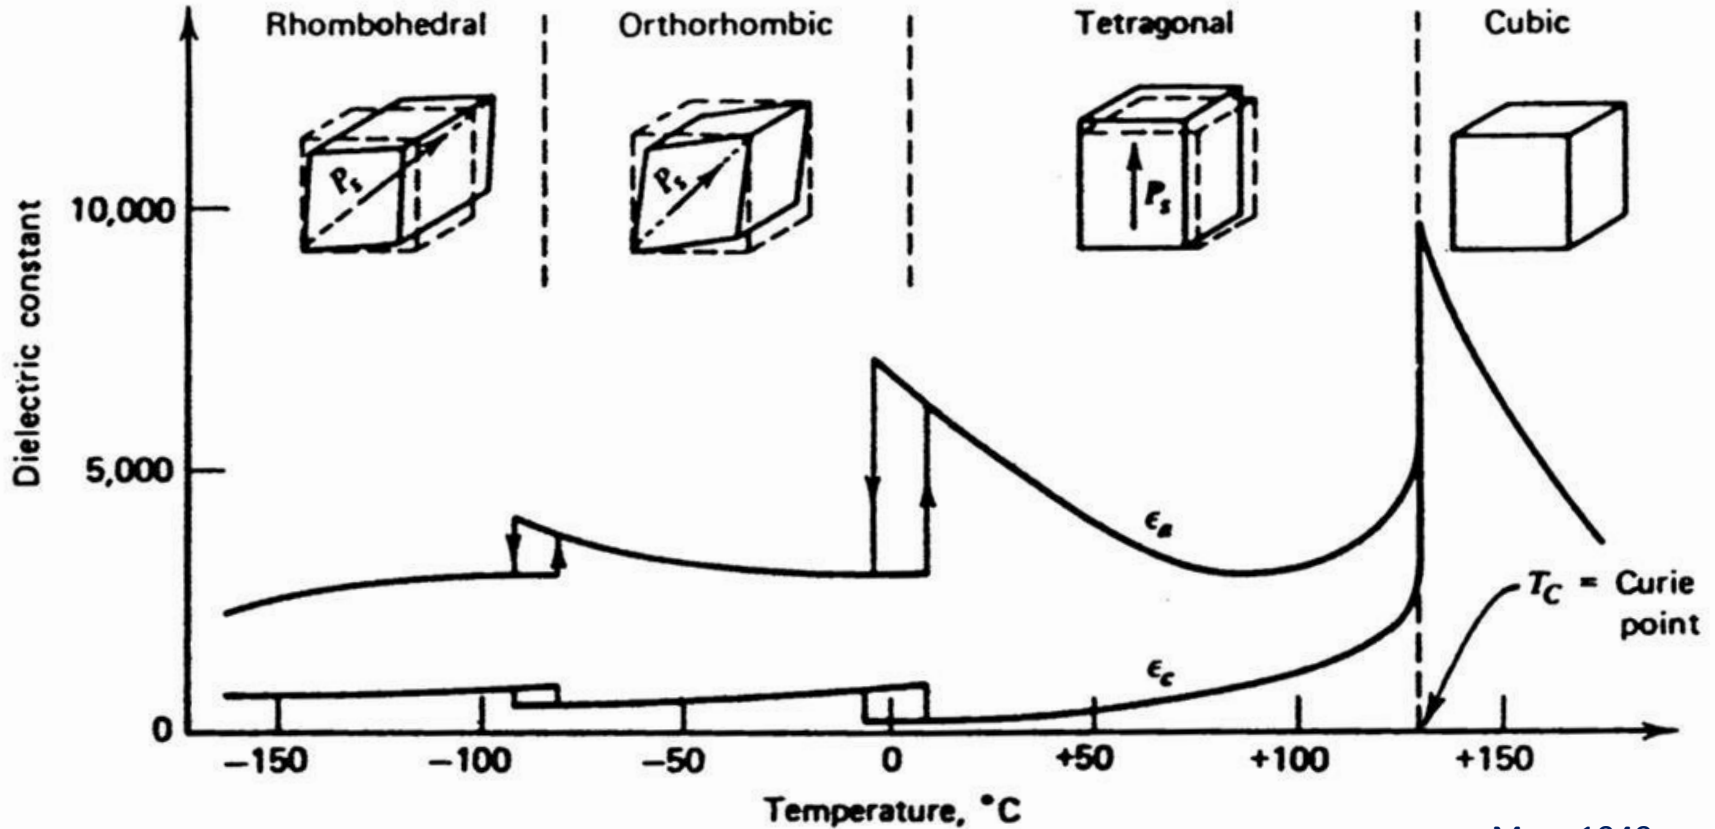 Rhombohedral
Orthorhombic
Tetragonal
Cubic
Dielectric constant
10,000
5,000
0
Ps
Ps
Ps
ϵa
ϵc
TC = Curie
point
−150
−100
−50
0
+50
+100
+150
Temperature, °C